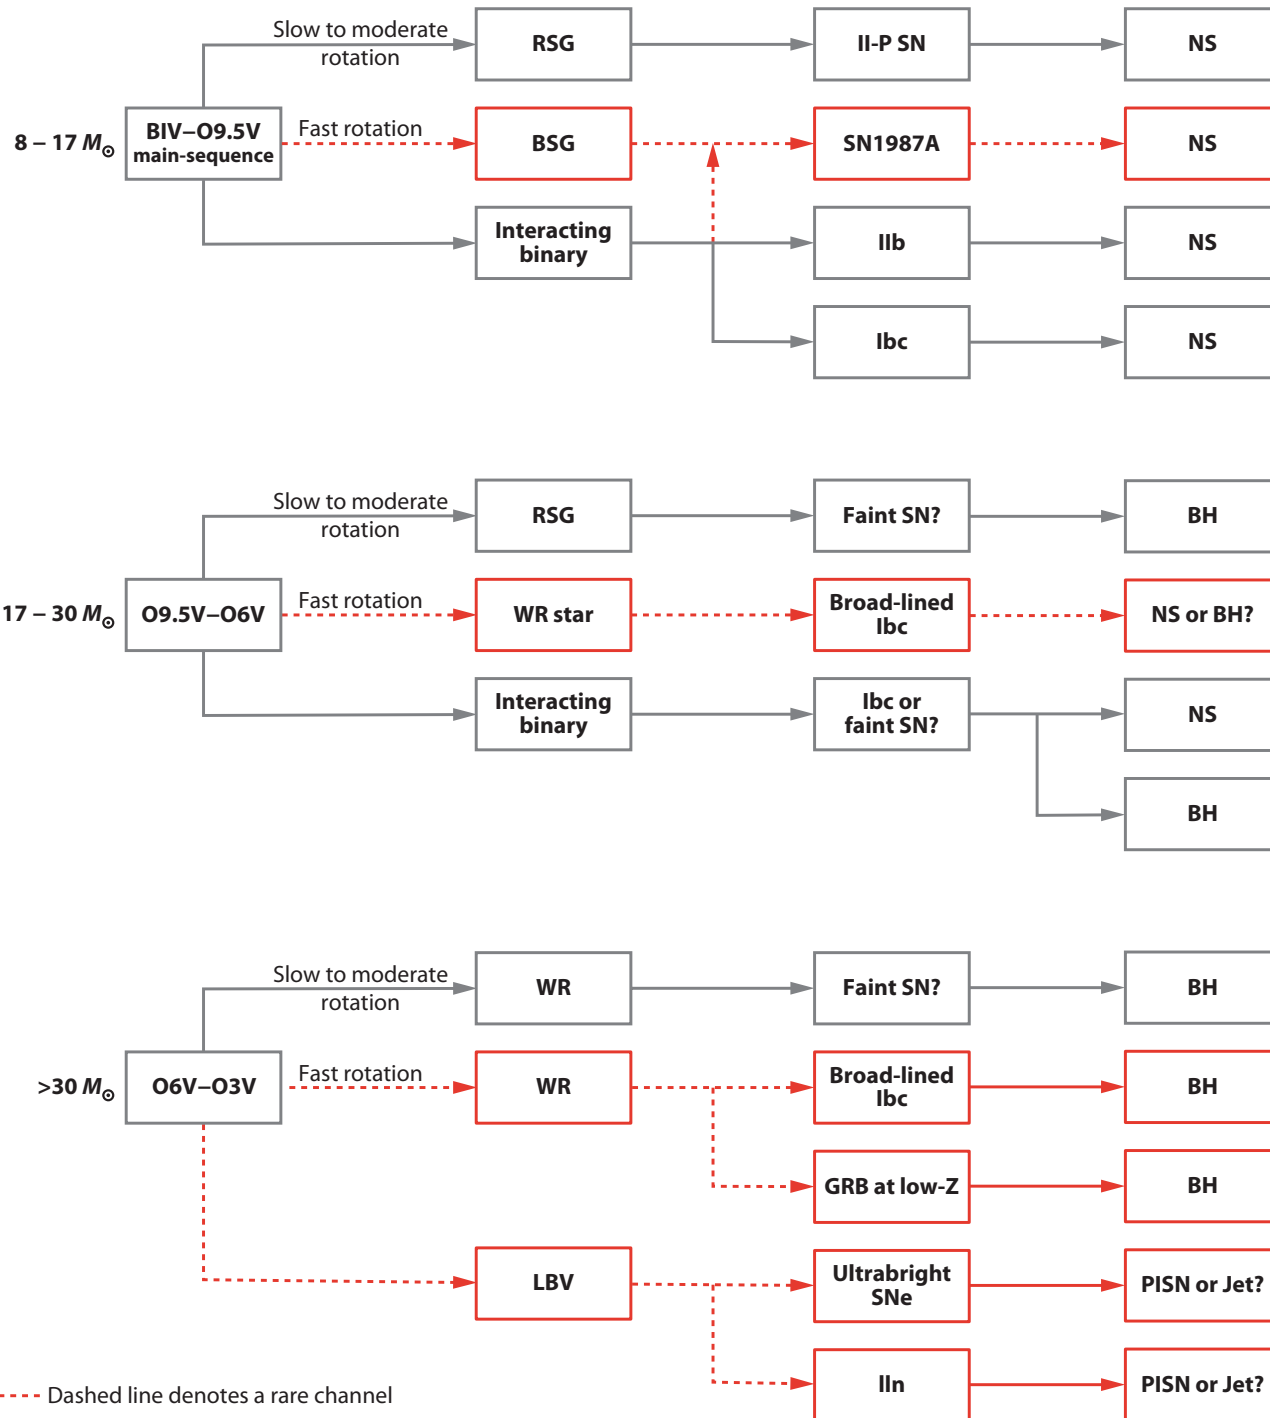 Slow to moderate
rotation
RSG
II-P SN
NS
8 – 17 M⊙
BIV–O9.5V
main-sequence
Fast rotation
BSG
SN1987A
NS
Interacting
binary
IIb
NS
Ibc
NS
Slow to moderate
rotation
RSG
Faint SN?
BH
17 – 30 M⊙
O9.5V–O6V
Fast rotation
WR star
Broad-lined
Ibc
NS or BH?
Interacting
binary
Ibc or
faint SN?
NS
BH
Slow to moderate
rotation
WR
Faint SN?
BH
>30 M⊙
O6V–O3V
Fast rotation
WR
Broad-lined
Ibc
BH
GRB at low-Z
BH
LBV
Ultrabright
SNe
PISN or Jet?
IIn
PISN or Jet?
Dashed line denotes a rare channel